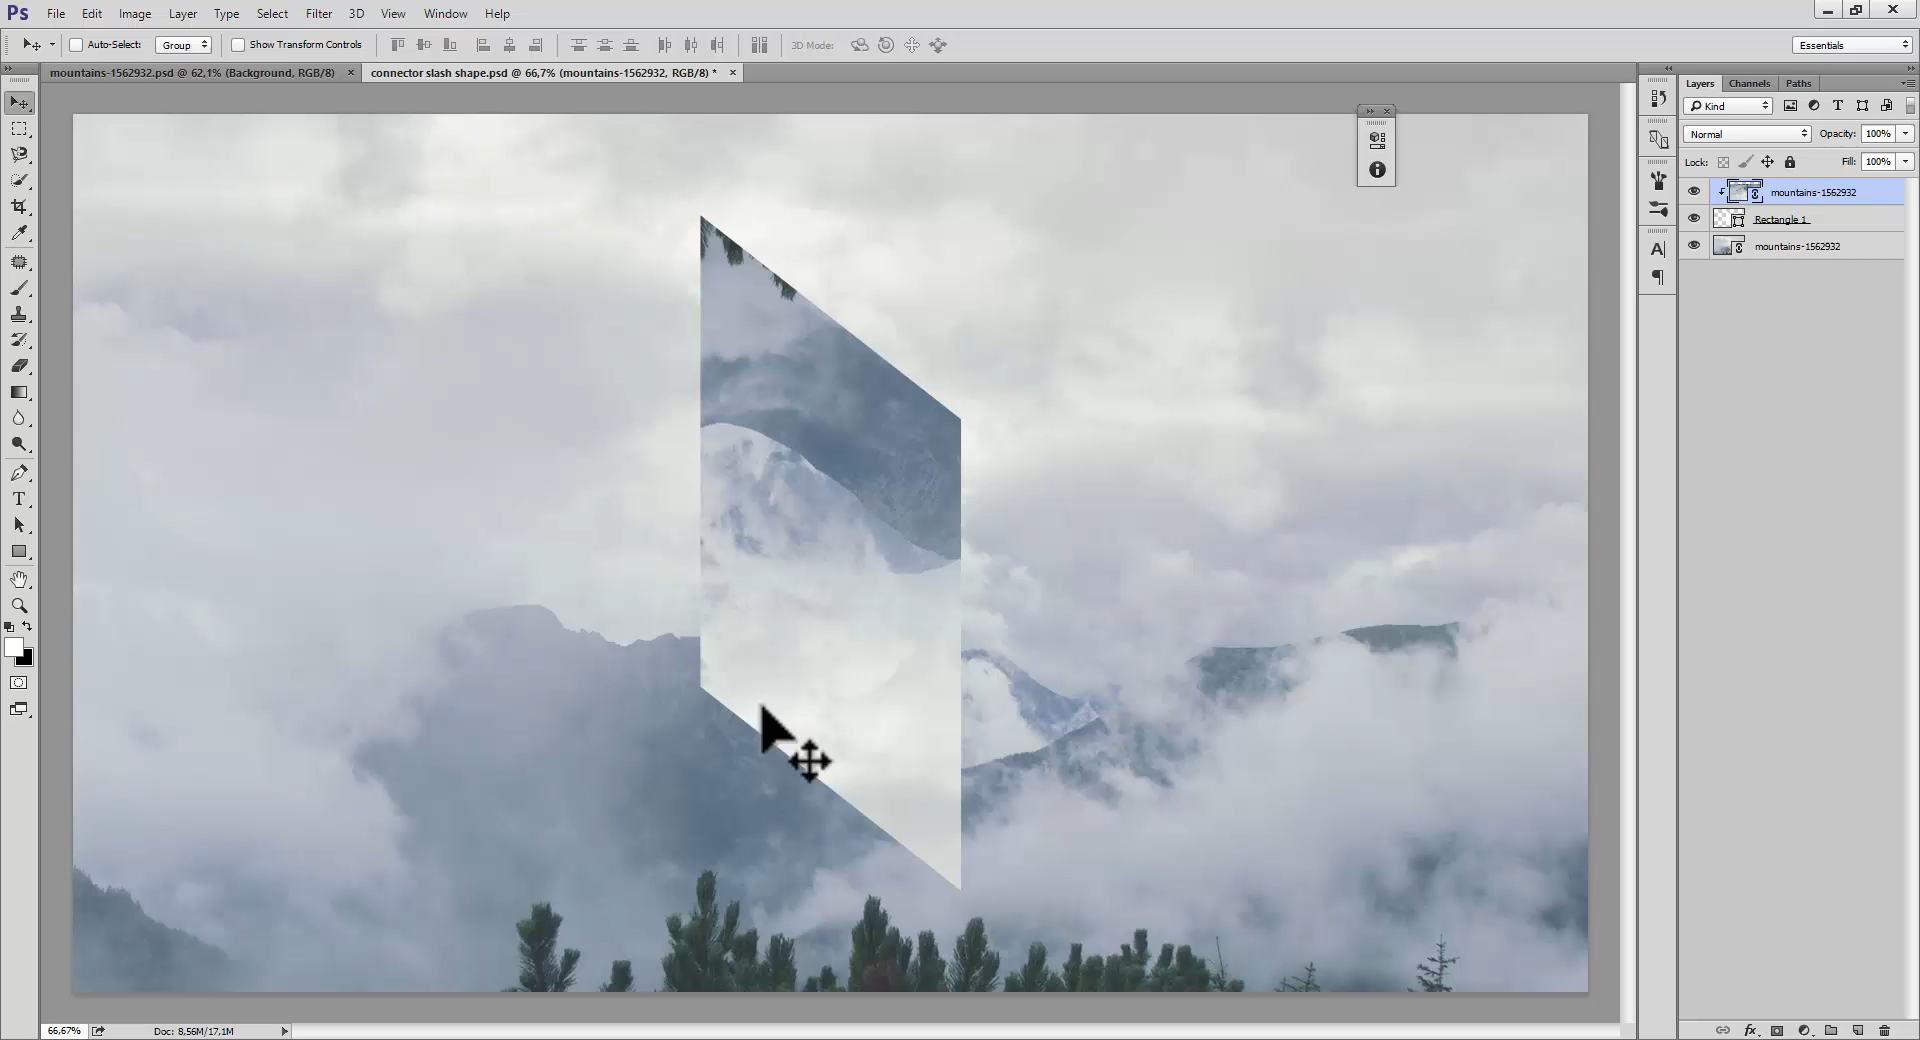 Ps File Edit Image Layer Type Select Filter 3D View Window Help
Auto-Select: Group Show Transform Controls 3D Mode: Essentials
mountains-1562932.psd @ 62,1% (Background, RGB/8) × connector slash shape.psd @ 66,7% (mountains-1562932, RGB/8) * ×
Layers Channels Paths
Kind
Normal Opacity: 100%
Lock: Fill: 100%
mountains-1562932
Rectangle 1
mountains-1562932
66,67% Doc: 8,56M/17,1M